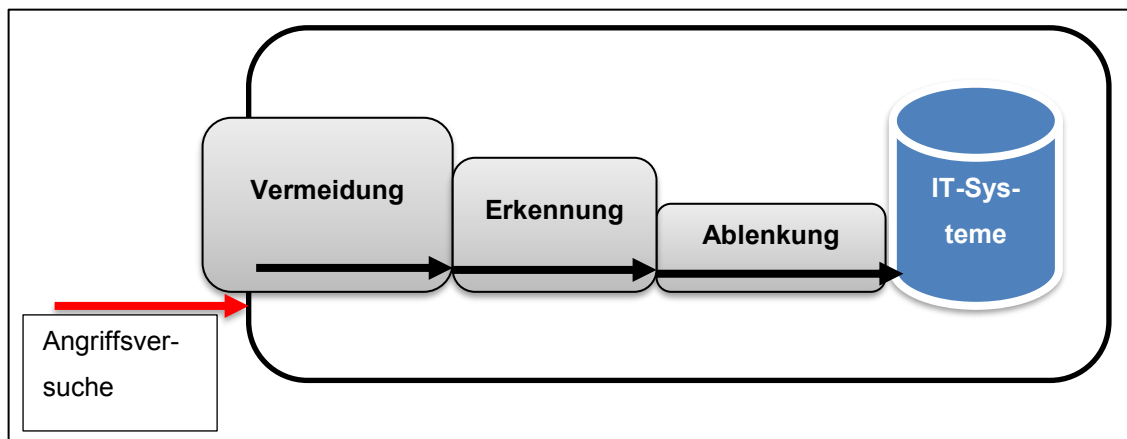 Vermeidung
Erkennung
Ablenkung
IT-Sys-
teme
Angriffsver-
suche